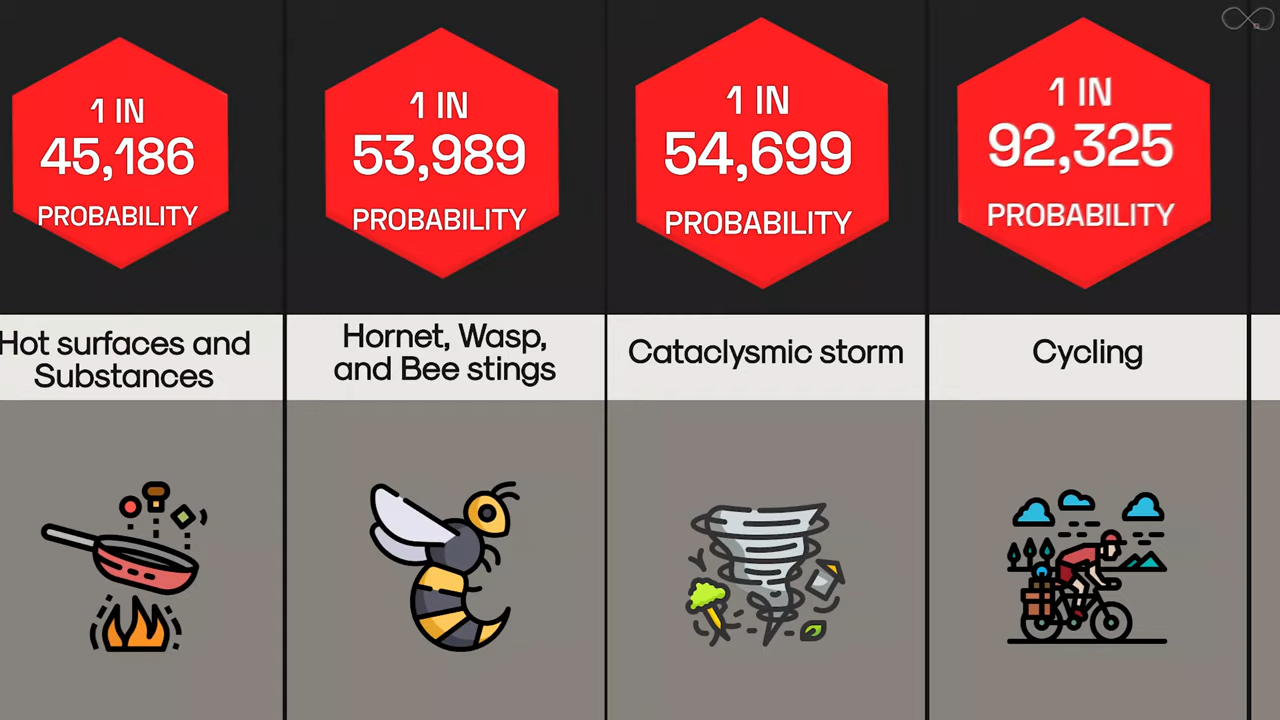 1 IN
45,186
PROBABILITY
Hot surfaces and
Substances
1 IN
53,989
PROBABILITY
Hornet, Wasp,
and Bee stings
1 IN
54,699
PROBABILITY
Cataclysmic storm
1 IN
92,325
PROBABILITY
Cycling